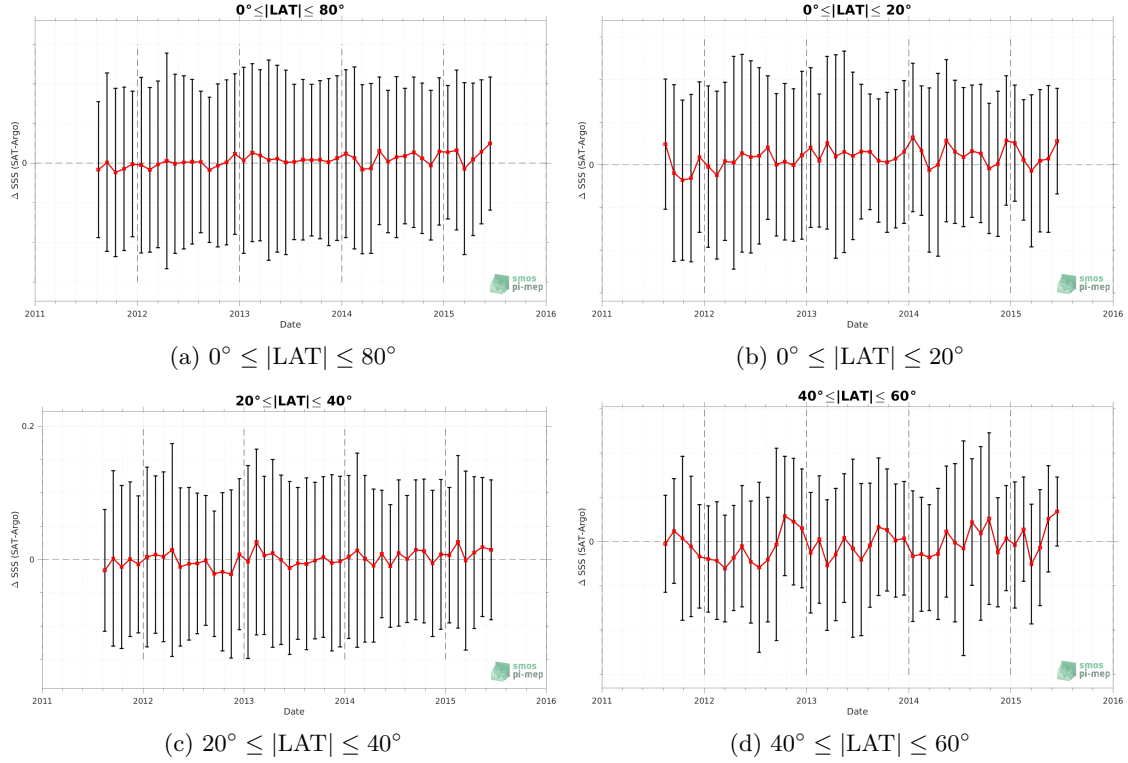 0°≤|LAT|≤ 80°
Δ SSS (SAT-Argo)
0
smos
pi-mep
2011 2012 2013 2014 2015 2016
Date
(a) 0° ≤ |LAT| ≤ 80°
0°≤|LAT|≤ 20°
Δ SSS (SAT-Argo)
0
smos
pi-mep
2011 2012 2013 2014 2015 2016
Date
(b) 0° ≤ |LAT| ≤ 20°
20°≤|LAT|≤ 40°
0.2
Δ SSS (SAT-Argo)
0
smos
pi-mep
2011 2012 2013 2014 2015 2016
Date
(c) 20° ≤ |LAT| ≤ 40°
40°≤|LAT|≤ 60°
Δ SSS (SAT-Argo)
0
smos
pi-mep
2011 2012 2013 2014 2015 2016
Date
(d) 40° ≤ |LAT| ≤ 60°